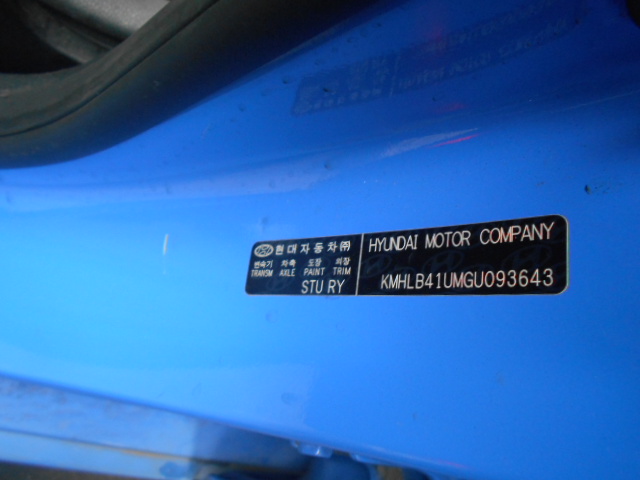 현대자동차㈜
변속기 차축 도장 의장
TRANSM AXLE PAINT TRIM
STU RY
HYUNDAI MOTOR COMPANY
KMHLB41UMGU093643